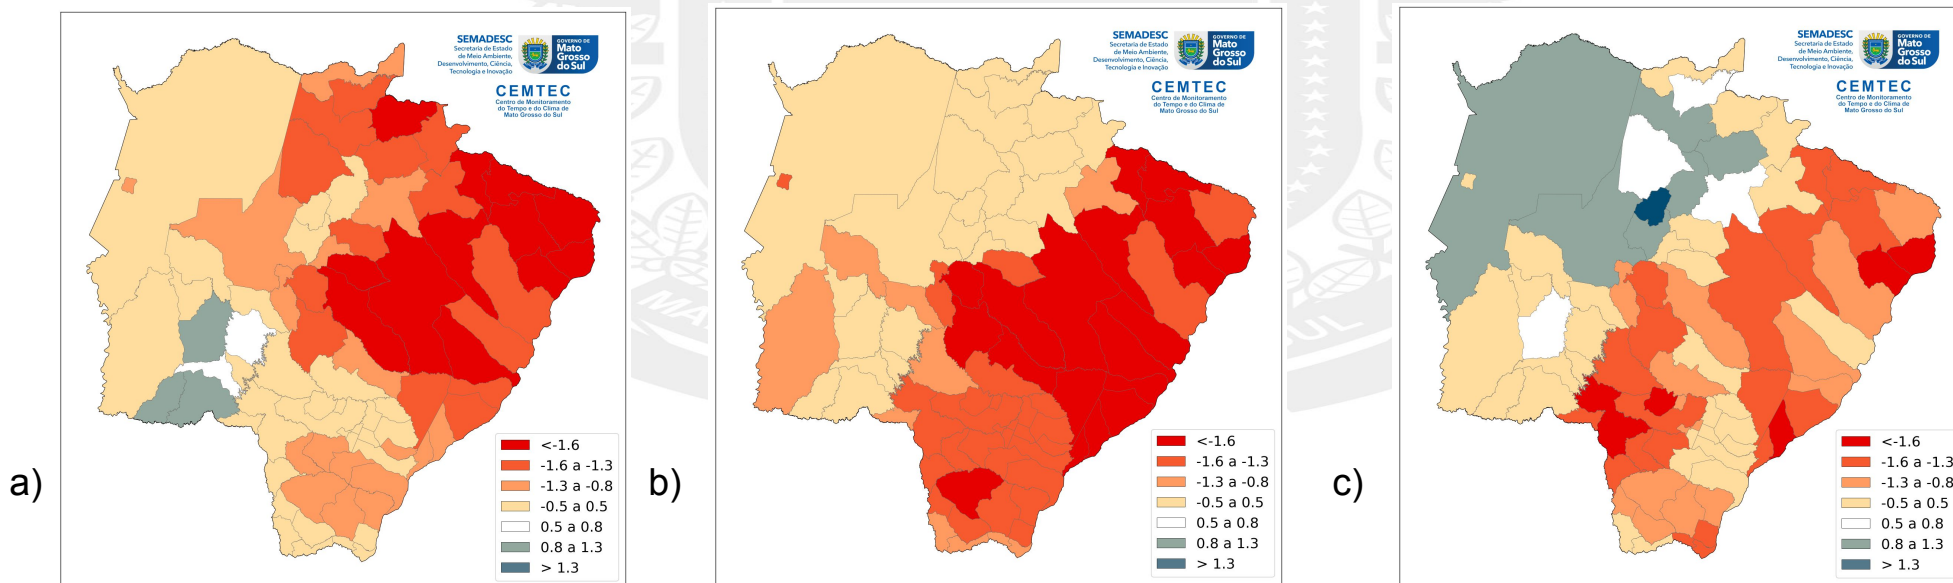 a)
SEMADESC
Secretaria de Estado
de Meio Ambiente,
Desenvolvimento, Ciência,
Tecnologia e Inovação
GOVERNO DE
Mato
Grosso
do Sul
CEMTEC
Centro de Monitoramento
do Tempo e do Clima de
Mato Grosso do Sul
<-1.6
-1.6 a -1.3
-1.3 a -0.8
-0.5 a 0.5
0.5 a 0.8
0.8 a 1.3
> 1.3
b)
SEMADESC
Secretaria de Estado
de Meio Ambiente,
Desenvolvimento, Ciência,
Tecnologia e Inovação
GOVERNO DE
Mato
Grosso
do Sul
CEMTEC
Centro de Monitoramento
do Tempo e do Clima de
Mato Grosso do Sul
<-1.6
-1.6 a -1.3
-1.3 a -0.8
-0.5 a 0.5
0.5 a 0.8
0.8 a 1.3
> 1.3
c)
SEMADESC
Secretaria de Estado
de Meio Ambiente,
Desenvolvimento, Ciência,
Tecnologia e Inovação
GOVERNO DE
Mato
Grosso
do Sul
CEMTEC
Centro de Monitoramento
do Tempo e do Clima de
Mato Grosso do Sul
<-1.6
-1.6 a -1.3
-1.3 a -0.8
-0.5 a 0.5
0.5 a 0.8
0.8 a 1.3
> 1.3